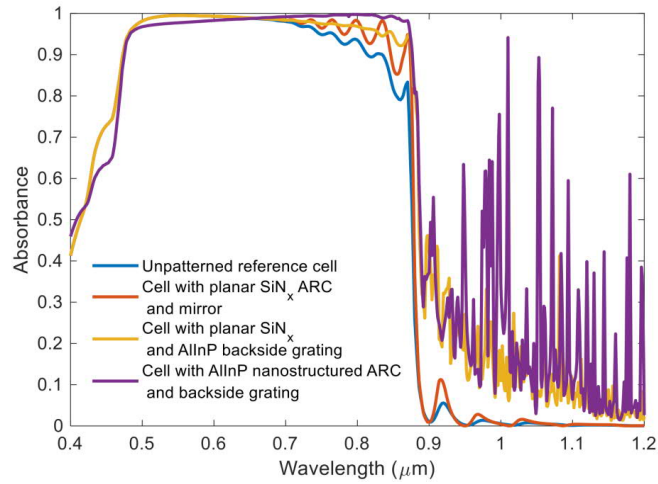 1
0.9
0.8
0.7
0.6
0.5
0.4
0.3
0.2
0.1
0
Absorbance
Unpatterned reference cell
Cell with planar SiNₓ ARC
and mirror
Cell with planar SiNₓ
and AlInP backside grating
Cell with AlInP nanostructured ARC
and backside grating
0.4 0.5 0.6 0.7 0.8 0.9 1 1.1 1.2
Wavelength (μm)